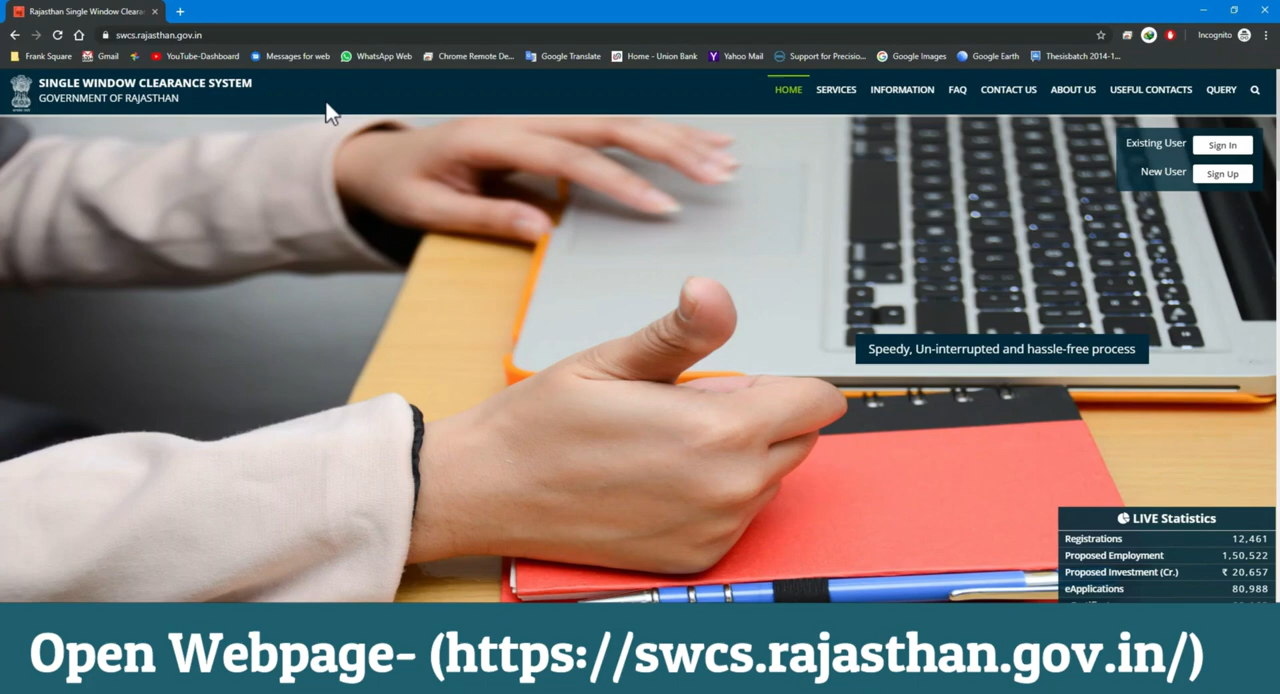 Rajasthan Single Window Clearan
swcs.rajasthan.gov.in
Incognito
Frank Square
Gmail
YouTube-Dashboard
Messages for web
WhatsApp Web
Chrome Remote De...
Google Translate
Home - Union Bank
Yahoo Mail
Support for Precisio...
Google Images
Google Earth
Thesisbatch 2014-1...
SINGLE WINDOW CLEARANCE SYSTEM
GOVERNMENT OF RAJASTHAN
HOME SERVICES INFORMATION FAQ CONTACT US ABOUT US USEFUL CONTACTS QUERY
Existing User Sign In
New User Sign Up
Speedy, Un-interrupted and hassle-free process
LIVE Statistics
Registrations 12,461
Proposed Employment 1,50,522
Proposed Investment (Cr.) ₹ 20,657
eApplications 80,988
Open Webpage- (https://swcs.rajasthan.gov.in/)